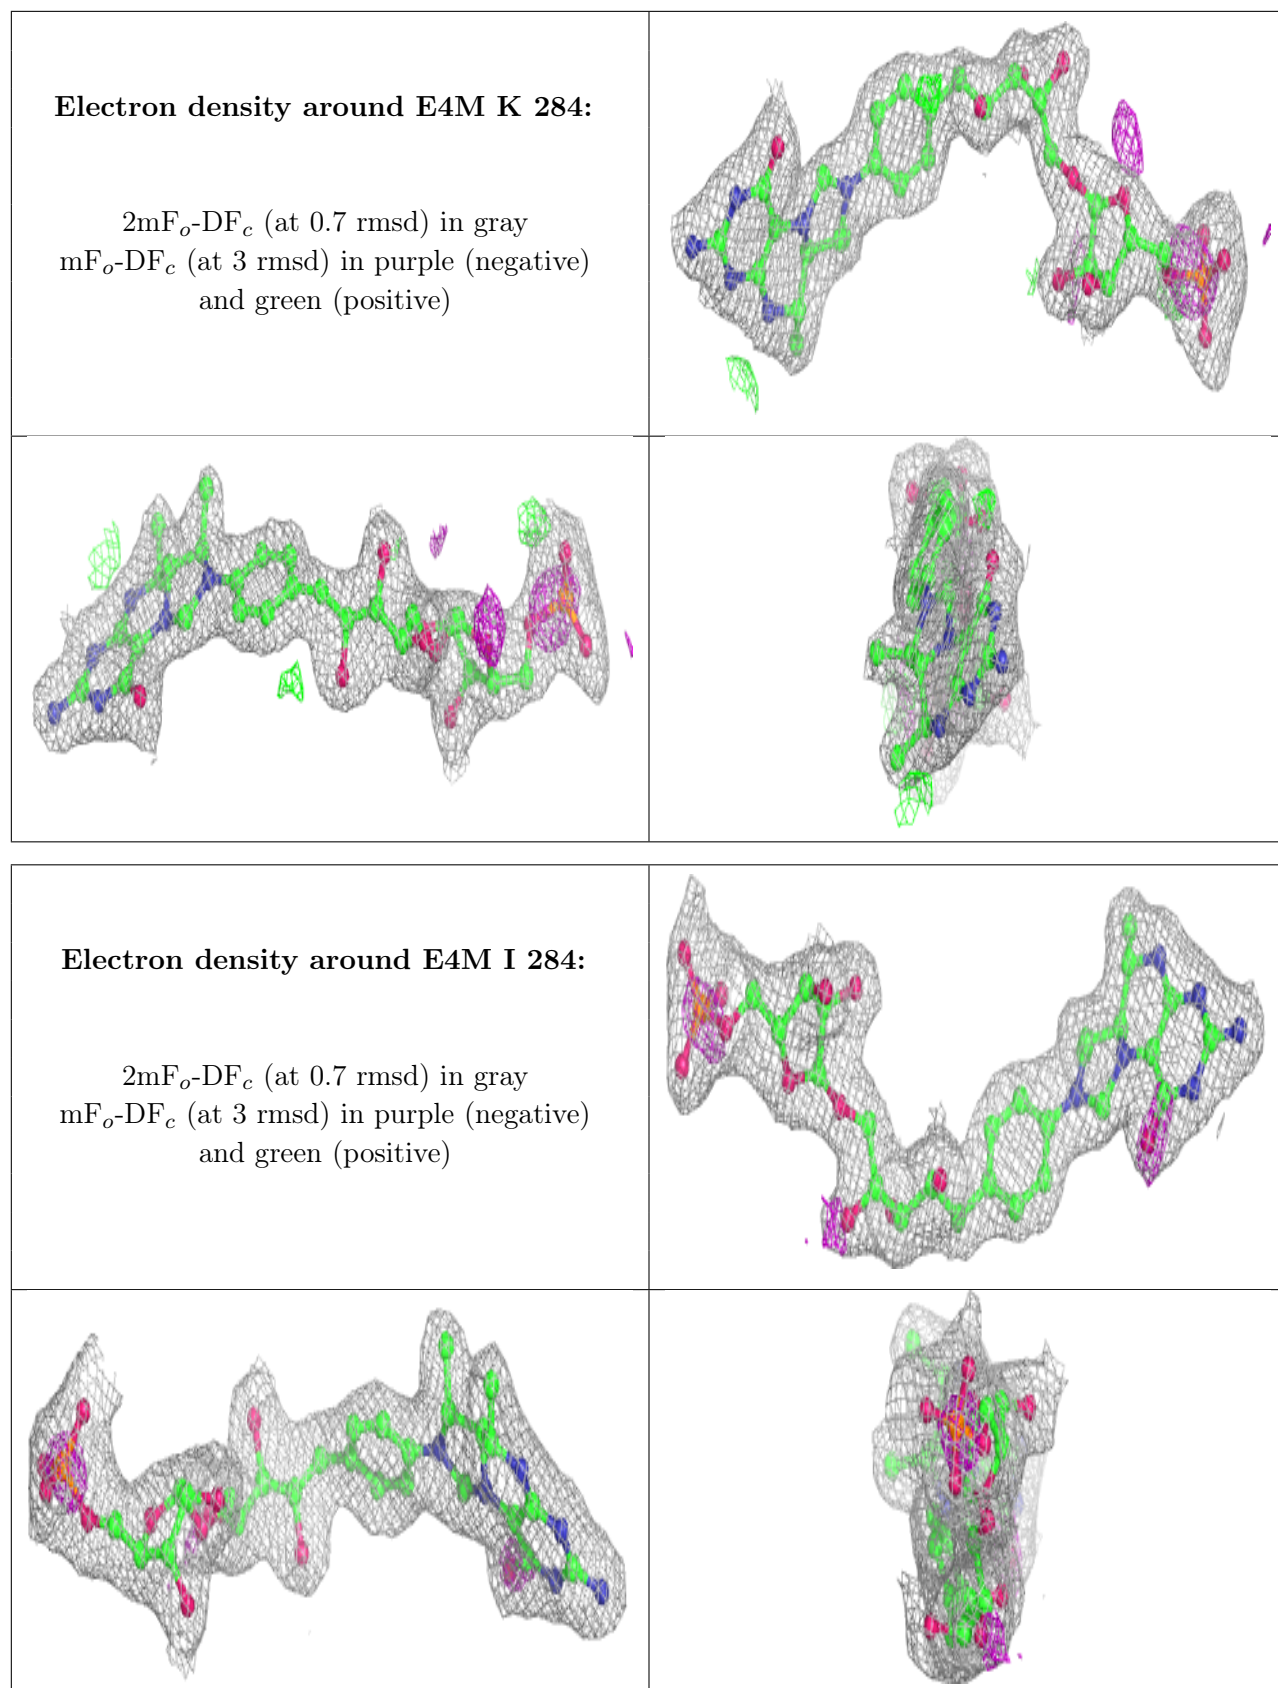 Electron density around E4M K 284:
2mFo-DFc (at 0.7 rmsd) in gray
mFo-DFc (at 3 rmsd) in purple (negative)
and green (positive)
Electron density around E4M I 284:
2mFo-DFc (at 0.7 rmsd) in gray
mFo-DFc (at 3 rmsd) in purple (negative)
and green (positive)